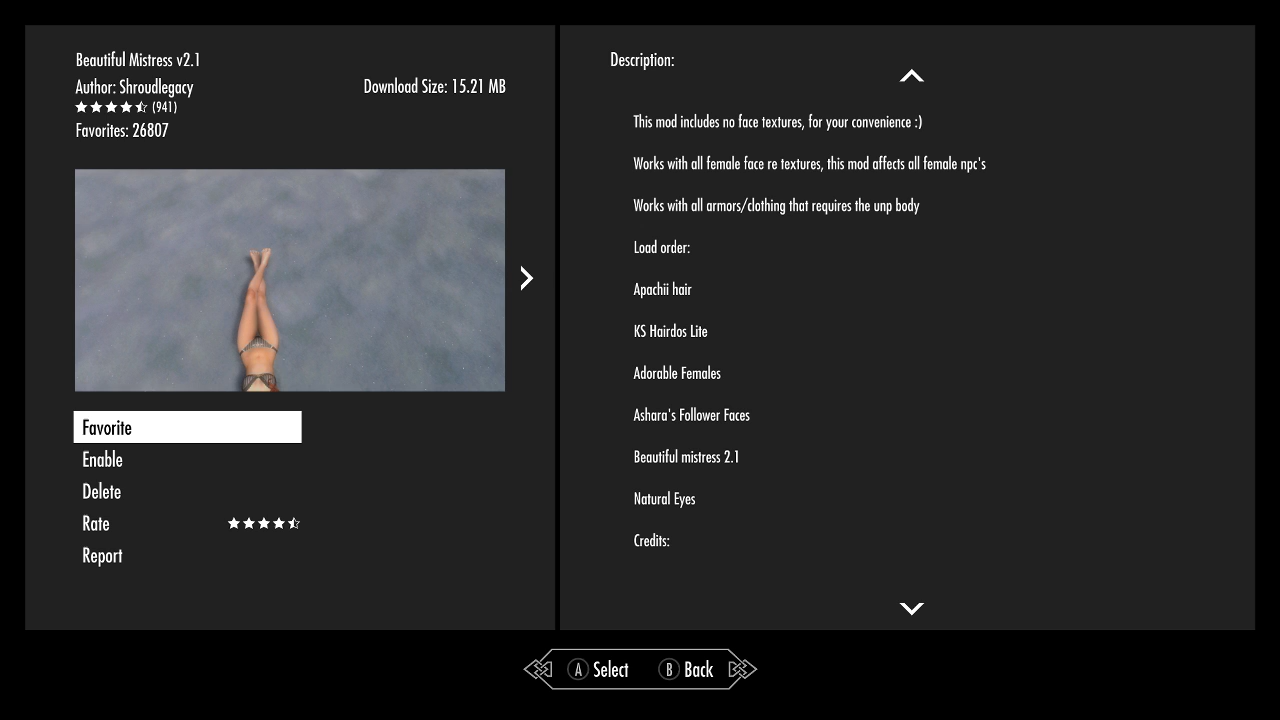 Beautiful Mistress v2.1
Author: Shroudlegacy
Download Size: 15.21 MB
(941)
Favorites: 26807
Favorite
Enable
Delete
Rate
Report
Description:
This mod includes no face textures, for your convenience :)
Works with all female face re textures, this mod affects all female npc's
Works with all armors/clothing that requires the unp body
Load order:
Apachii hair
KS Hairdos Lite
Adorable Females
Ashara's Follower Faces
Beautiful mistress 2.1
Natural Eyes
Credits:
A Select
B Back